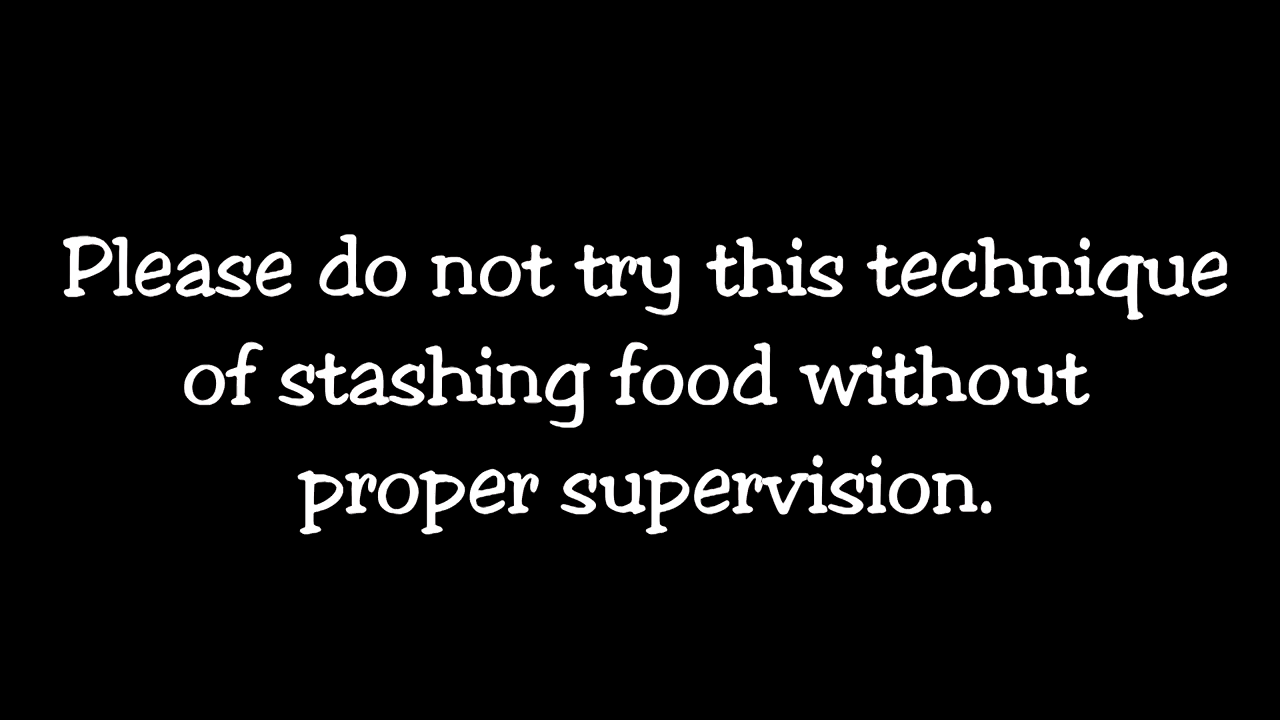 Please do not try this technique
of stashing food without
proper supervision.